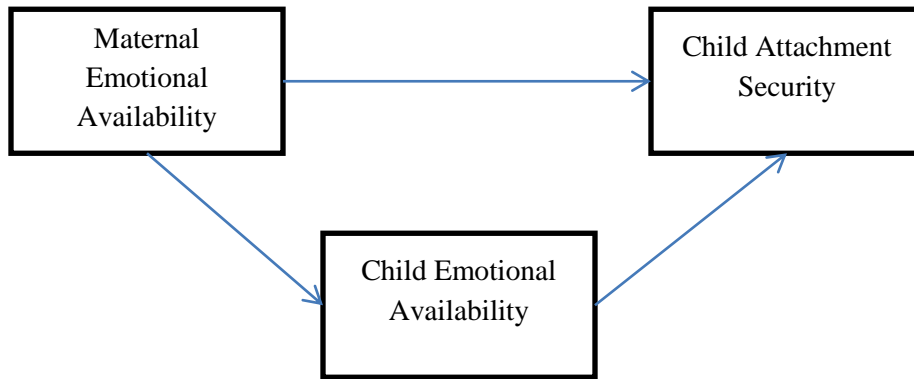 Maternal
Emotional
Availability
Child Attachment
Security
Child Emotional
Availability